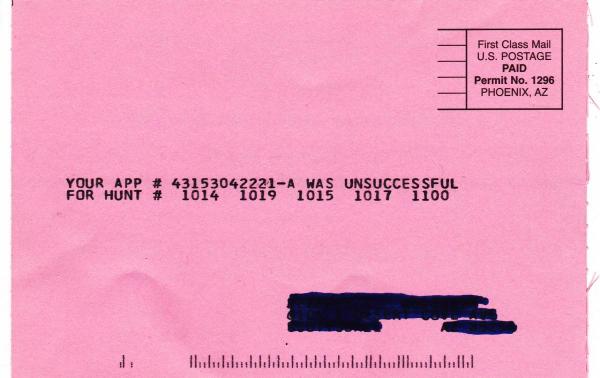 First Class Mail
U.S. POSTAGE
PAID
Permit No. 1296
PHOENIX, AZ
YOUR APP # 43153042221-A WAS UNSUCCESSFUL
FOR HUNT # 1014 1019 1015 1017 1100